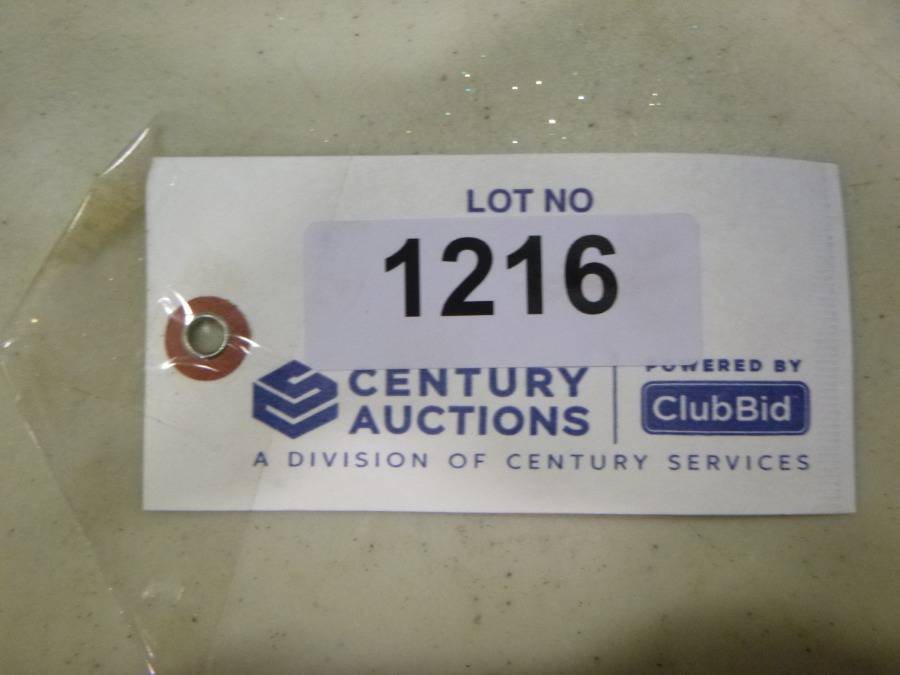 LOT NO
1216
CENTURY
AUCTIONS
POWERED BY
ClubBid
A DIVISION OF CENTURY SERVICES